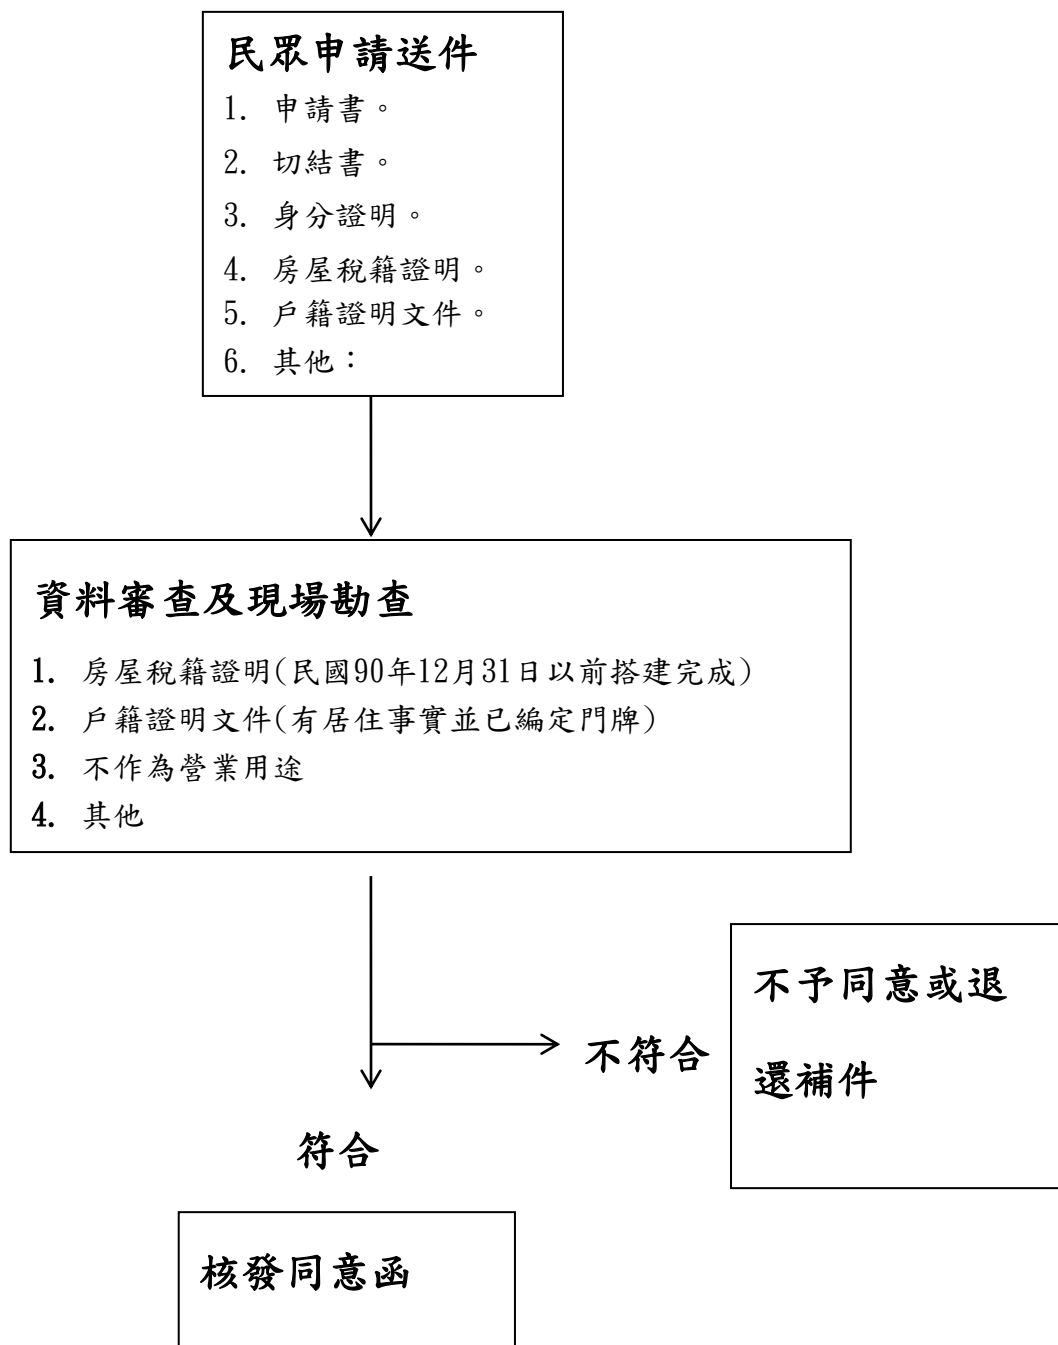 民眾申請送件
1. 申請書。
2. 切結書。
3. 身分證明。
4. 房屋稅籍證明。
5. 戶籍證明文件。
6. 其他：
資料審查及現場勘查
1. 房屋稅籍證明(民國90年12月31日以前搭建完成)
2. 戶籍證明文件(有居住事實並已編定門牌)
3. 不作為營業用途
4. 其他
不予同意或退
還補件
不符合
符合
核發同意函